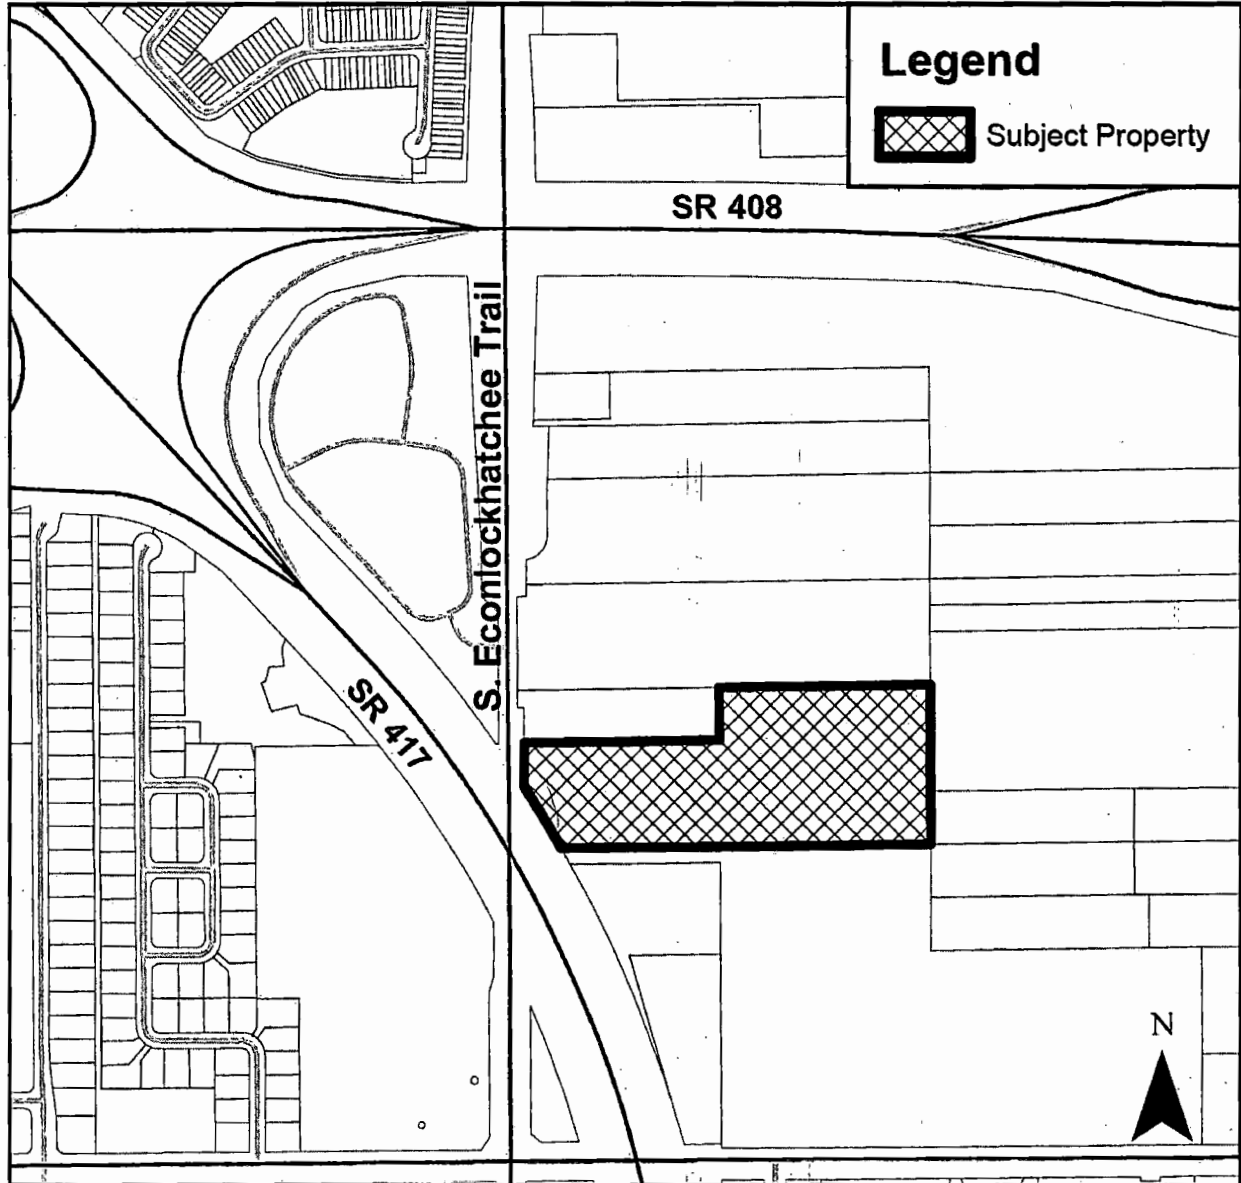 Legend
Subject Property
SR 408
S. Econlockhatchee Trail
SR 417
N